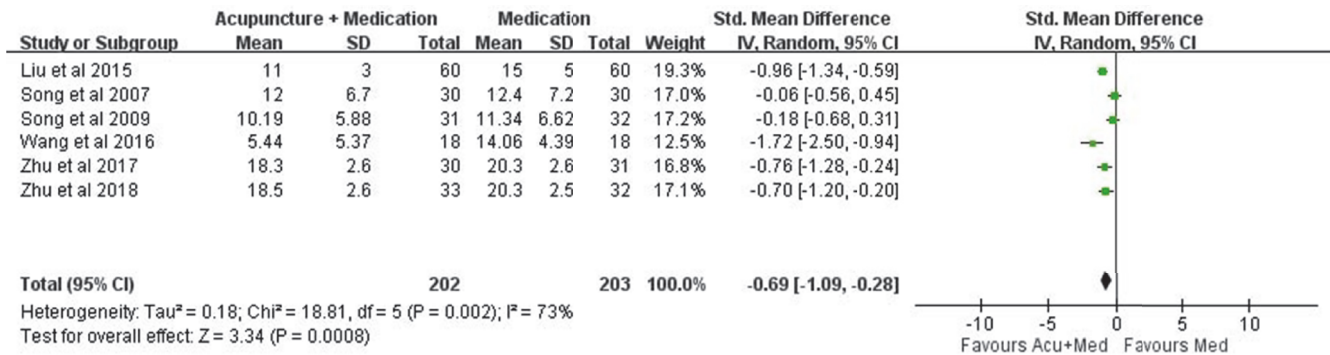 Acupuncture + Medication Medication Std. Mean Difference Std. Mean Difference
Study or Subgroup Mean SD Total Mean SD Total Weight IV, Random, 95% CI IV, Random, 95% CI
Liu et al 2015 11 3 60 15 5 60 19.3% -0.96 [-1.34, -0.59]
Song et al 2007 12 6.7 30 12.4 7.2 30 17.0% -0.06 [-0.56, 0.45]
Song et al 2009 10.19 5.88 31 11.34 6.62 32 17.2% -0.18 [-0.68, 0.31]
Wang et al 2016 5.44 5.37 18 14.06 4.39 18 12.5% -1.72 [-2.50, -0.94]
Zhu et al 2017 18.3 2.6 30 20.3 2.6 31 16.8% -0.76 [-1.28, -0.24]
Zhu et al 2018 18.5 2.6 33 20.3 2.5 32 17.1% -0.70 [-1.20, -0.20]
Total (95% CI) 202 203 100.0% -0.69 [-1.09, -0.28]
Heterogeneity: Tau² = 0.18; Chi² = 18.81, df = 5 (P = 0.002); I² = 73%
Test for overall effect: Z = 3.34 (P = 0.0008)
-10 -5 0 5 10
Favours Acu+Med Favours Med